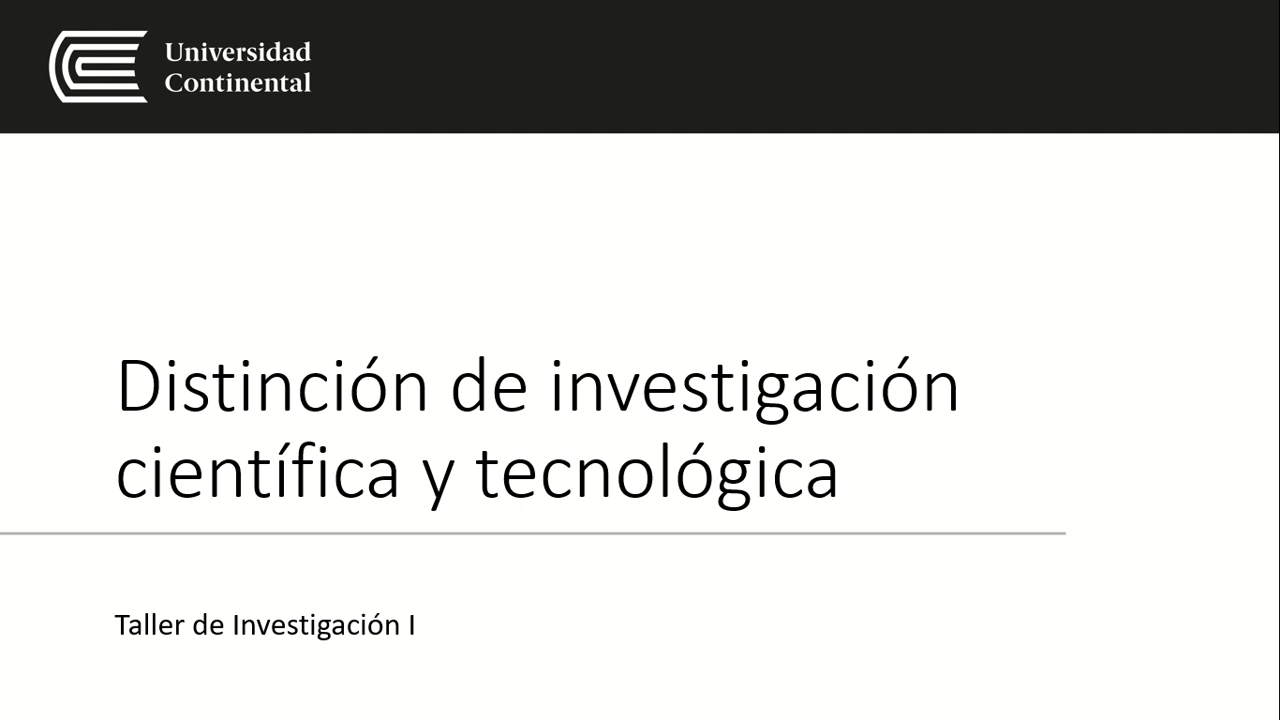 Universidad
Continental
Distinción de investigación
científica y tecnológica
Taller de Investigación I